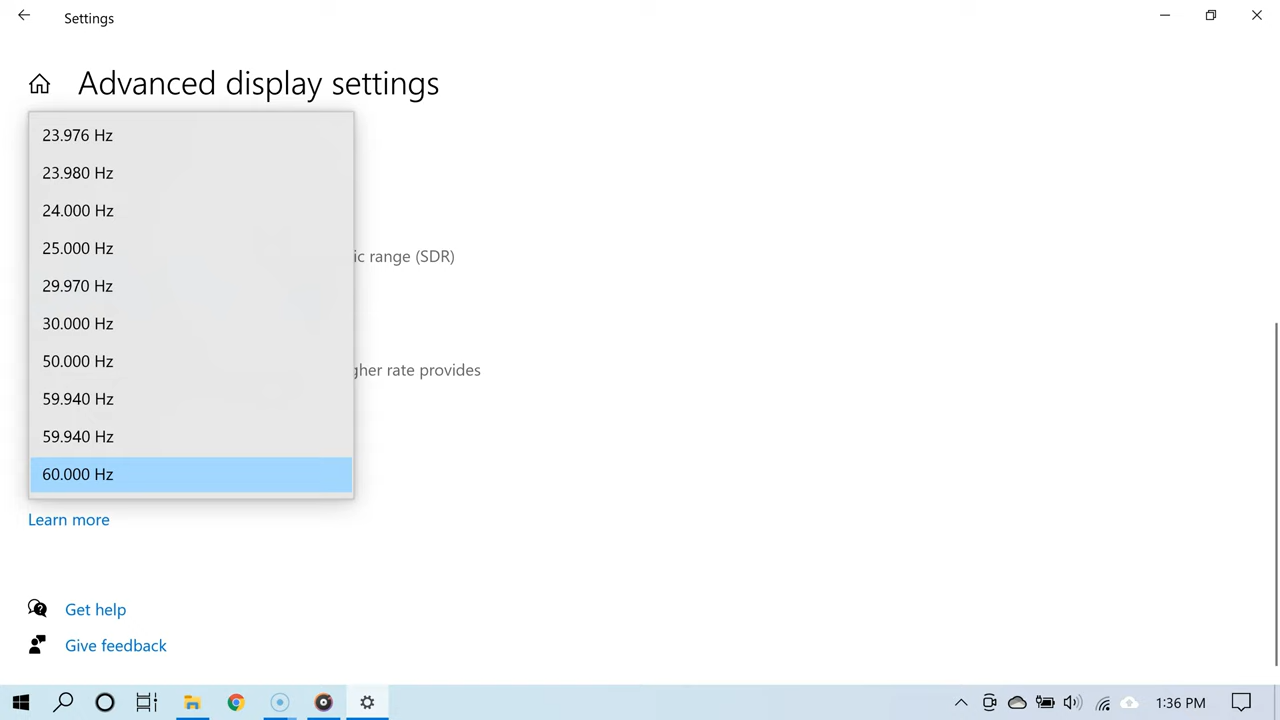 Settings
Advanced display settings
23.976 Hz
23.980 Hz
24.000 Hz
25.000 Hz
ic range (SDR)
29.970 Hz
30.000 Hz
50.000 Hz
gher rate provides
59.940 Hz
59.940 Hz
60.000 Hz
Learn more
Get help
Give feedback
1:36 PM